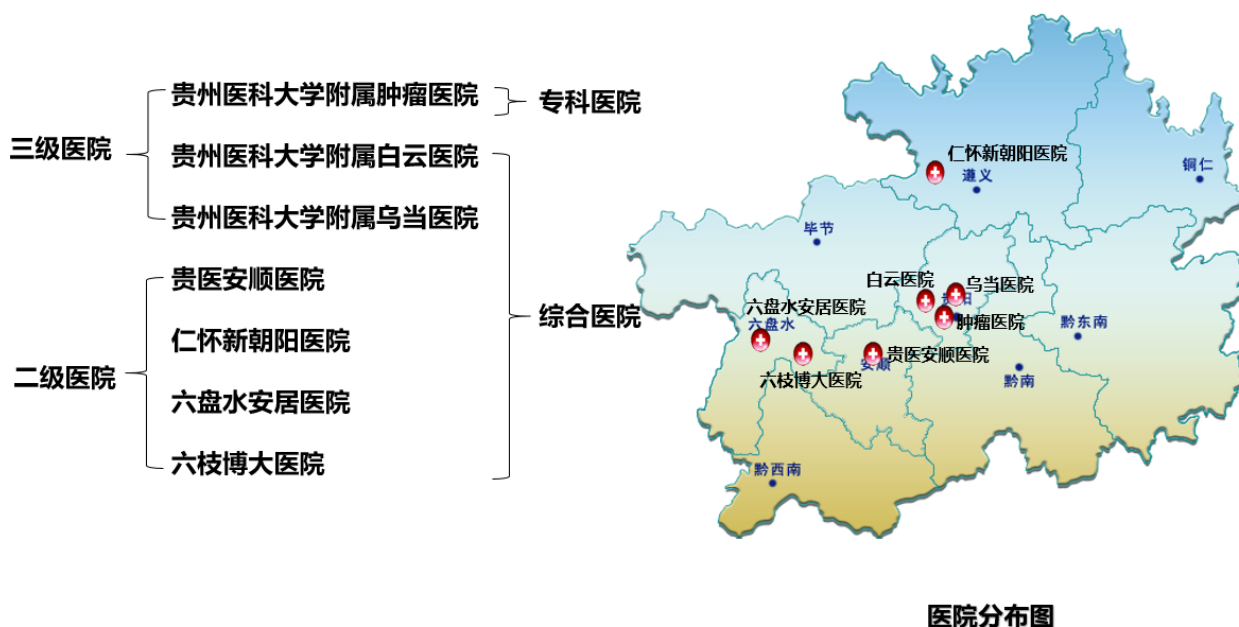 三级医院
贵州医科大学附属肿瘤医院
专科医院
贵州医科大学附属白云医院
贵州医科大学附属乌当医院
二级医院
贵医安顺医院
仁怀新朝阳医院
六盘水安居医院
六枝博大医院
综合医院
仁怀新朝阳医院
遵义
铜仁
毕节
白云医院
乌当医院
贵阳
肿瘤医院
六盘水安居医院
六盘水
黔东南
贵医安顺医院
安顺
六枝博大医院
黔南
黔西南
医院分布图